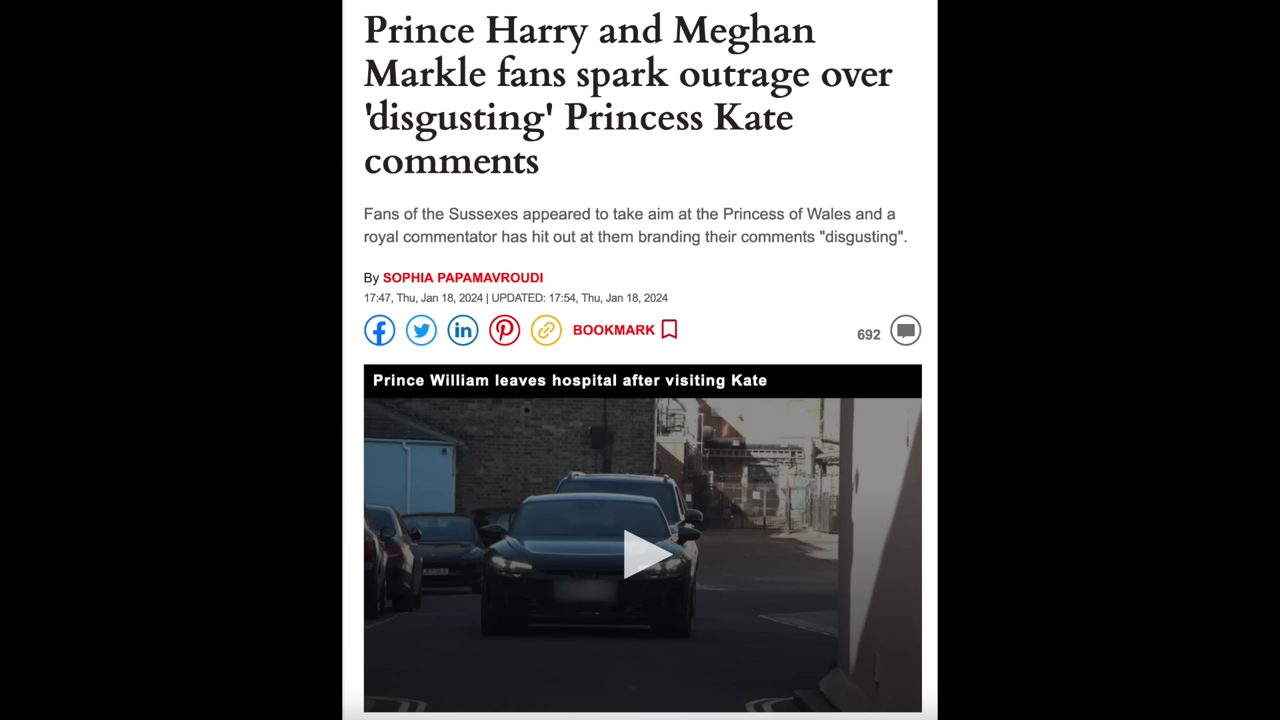 Prince Harry and Meghan
Markle fans spark outrage over
'disgusting' Princess Kate
comments
Fans of the Sussexes appeared to take aim at the Princess of Wales and a
royal commentator has hit out at them branding their comments "disgusting".
By SOPHIA PAPAMAVROUDI
17:47, Thu, Jan 18, 2024 | UPDATED: 17:54, Thu, Jan 18, 2024
BOOKMARK
692
Prince William leaves hospital after visiting Kate